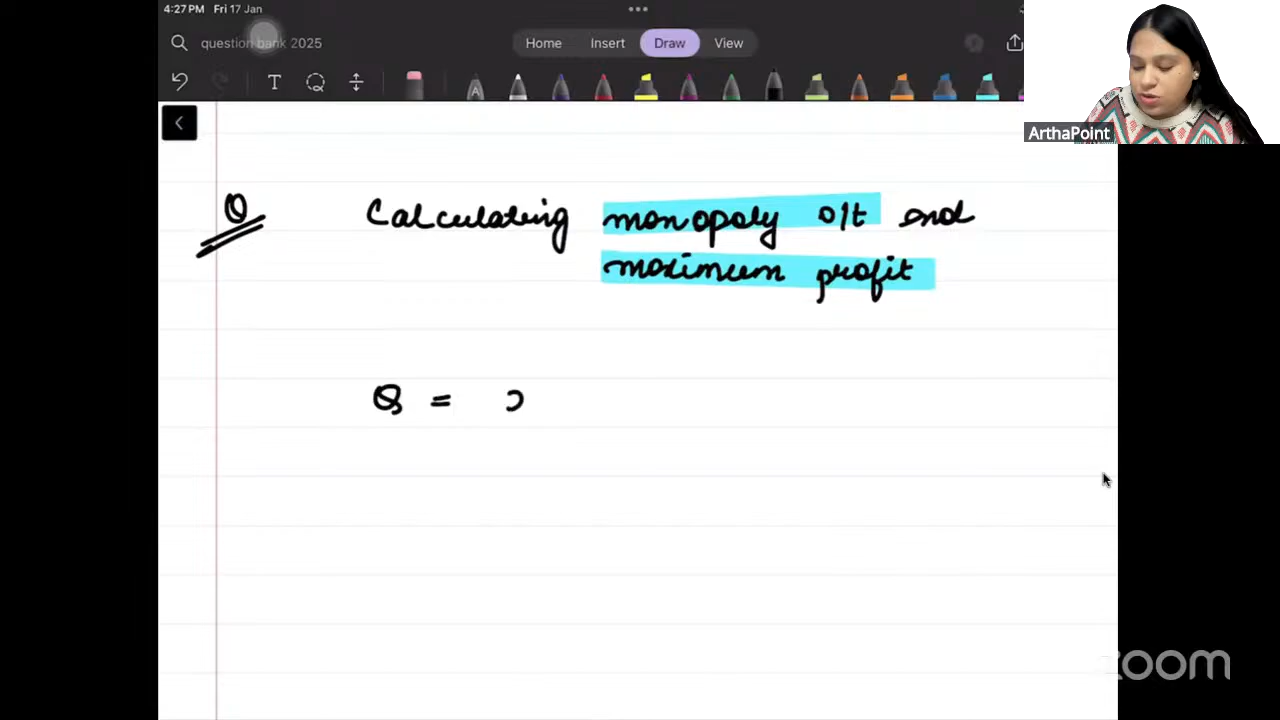 4:27 PM Fri 17 Jan
question bank 2025
Home Insert Draw View
T A
ArthaPoint
Q Calculating monopoly o/t and
maximum profit
Q =
zoom